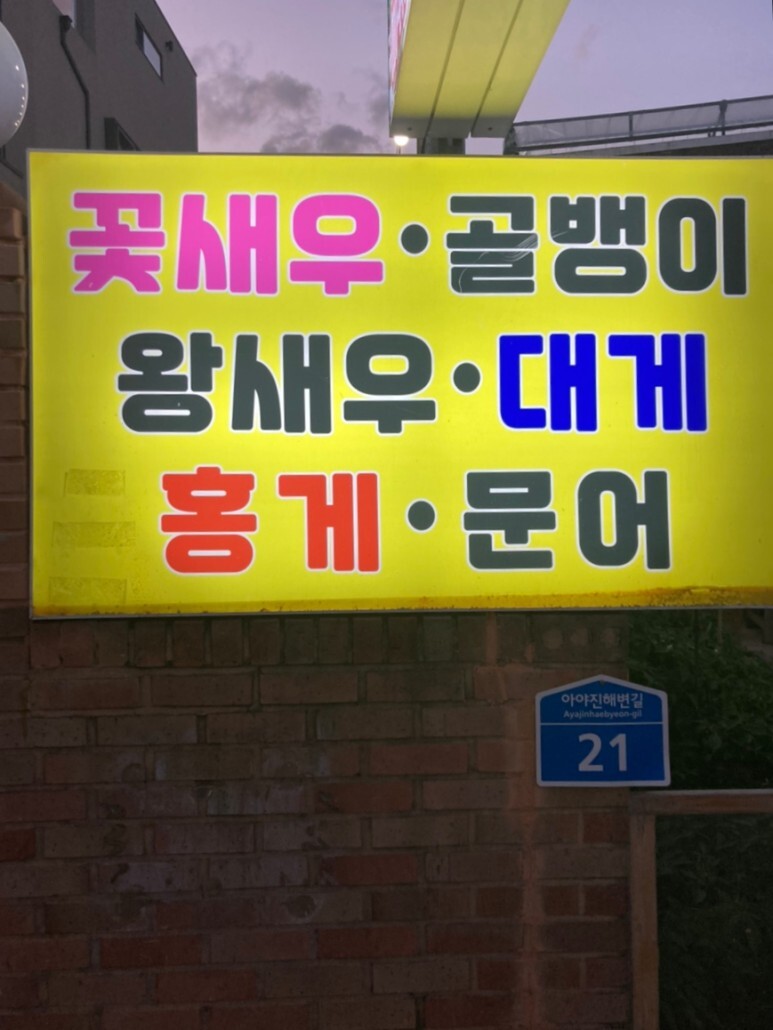 꽃새우·골뱅이
왕새우·대게
홍게·문어
아야진해변길
Ayajinhaebyeon-gil
21